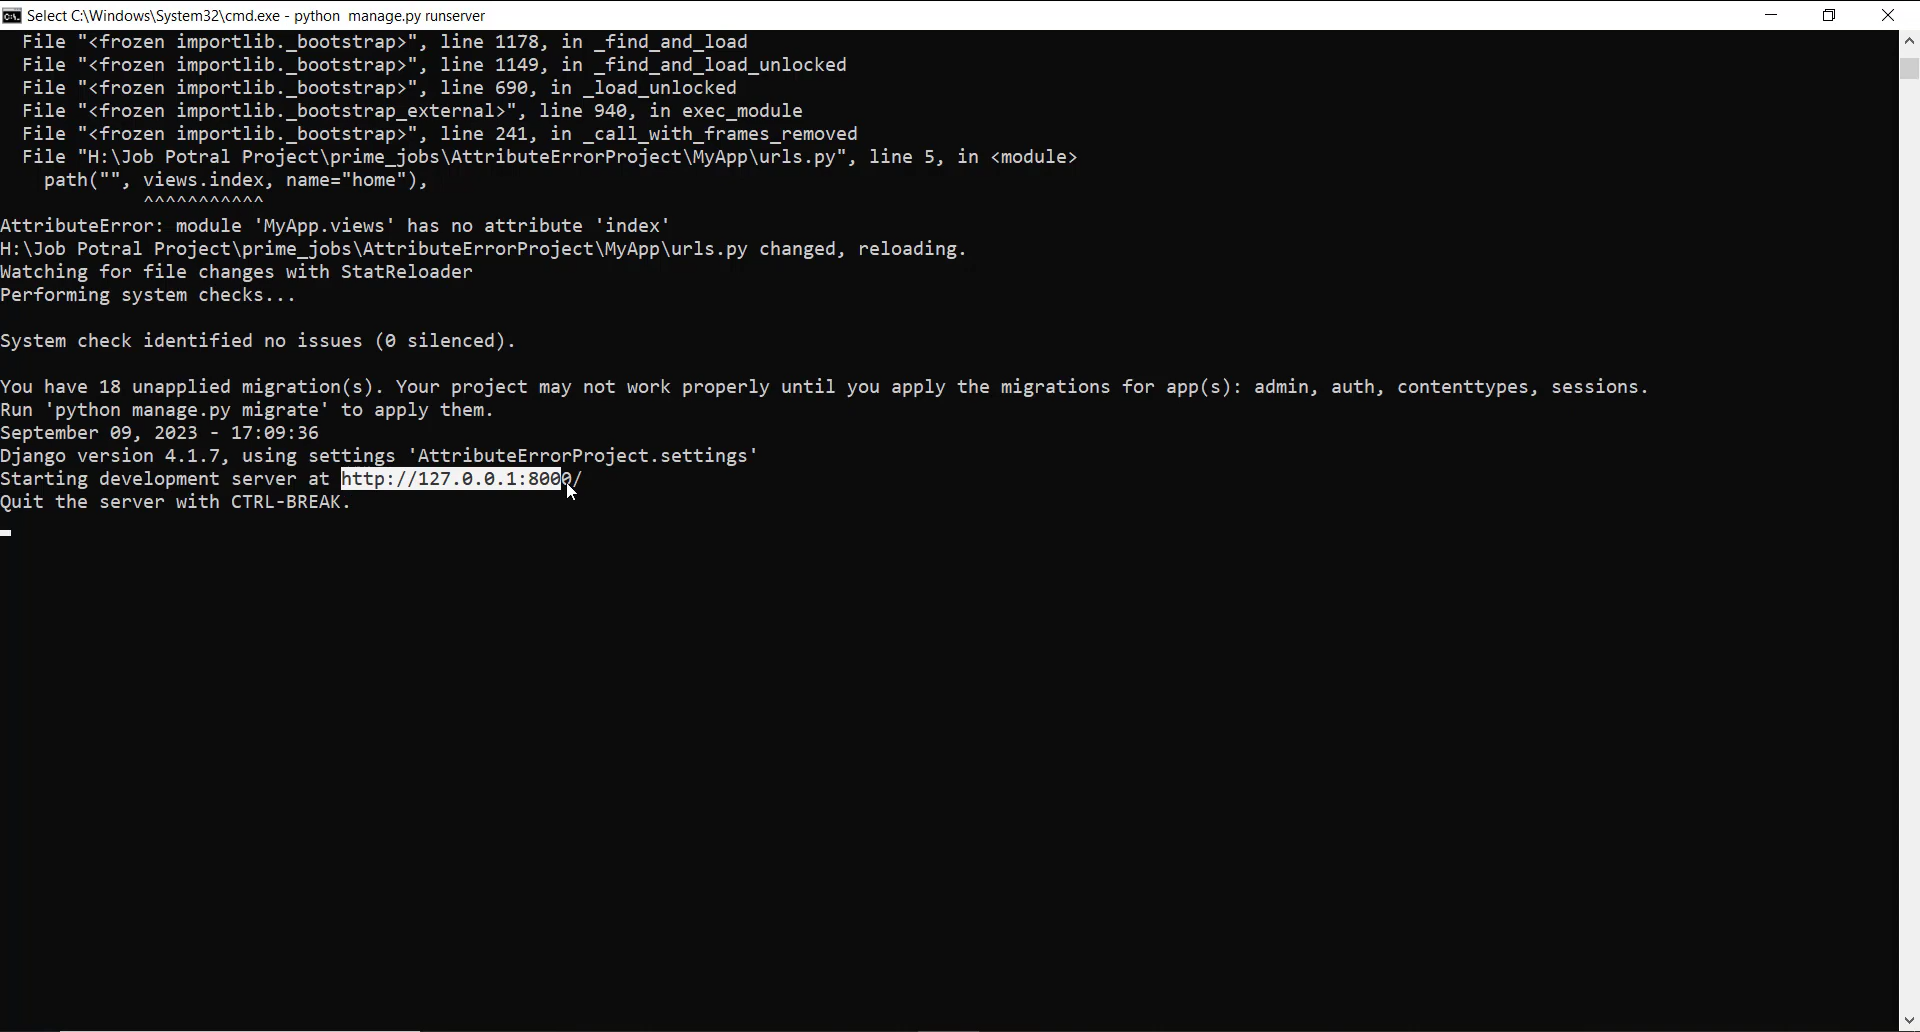 Select C:\Windows\System32\cmd.exe - python  manage.py runserver
  File "<frozen importlib._bootstrap>", line 1178, in _find_and_load
  File "<frozen importlib._bootstrap>", line 1149, in _find_and_load_unlocked
  File "<frozen importlib._bootstrap>", line 690, in _load_unlocked
  File "<frozen importlib._bootstrap_external>", line 940, in exec_module
  File "<frozen importlib._bootstrap>", line 241, in _call_with_frames_removed
  File "H:\Job Potral Project\prime_jobs\AttributeErrorProject\MyApp\urls.py", line 5, in <module>
    path("", views.index, name="home"),
             ^^^^^^^^^^^
AttributeError: module 'MyApp.views' has no attribute 'index'
H:\Job Potral Project\prime_jobs\AttributeErrorProject\MyApp\urls.py changed, reloading.
Watching for file changes with StatReloader
Performing system checks...
System check identified no issues (0 silenced).
You have 18 unapplied migration(s). Your project may not work properly until you apply the migrations for app(s): admin, auth, contenttypes, sessions.
Run 'python manage.py migrate' to apply them.
September 09, 2023 - 17:09:36
Django version 4.1.7, using settings 'AttributeErrorProject.settings'
Starting development server at http://127.0.0.1:8000/
Quit the server with CTRL-BREAK.